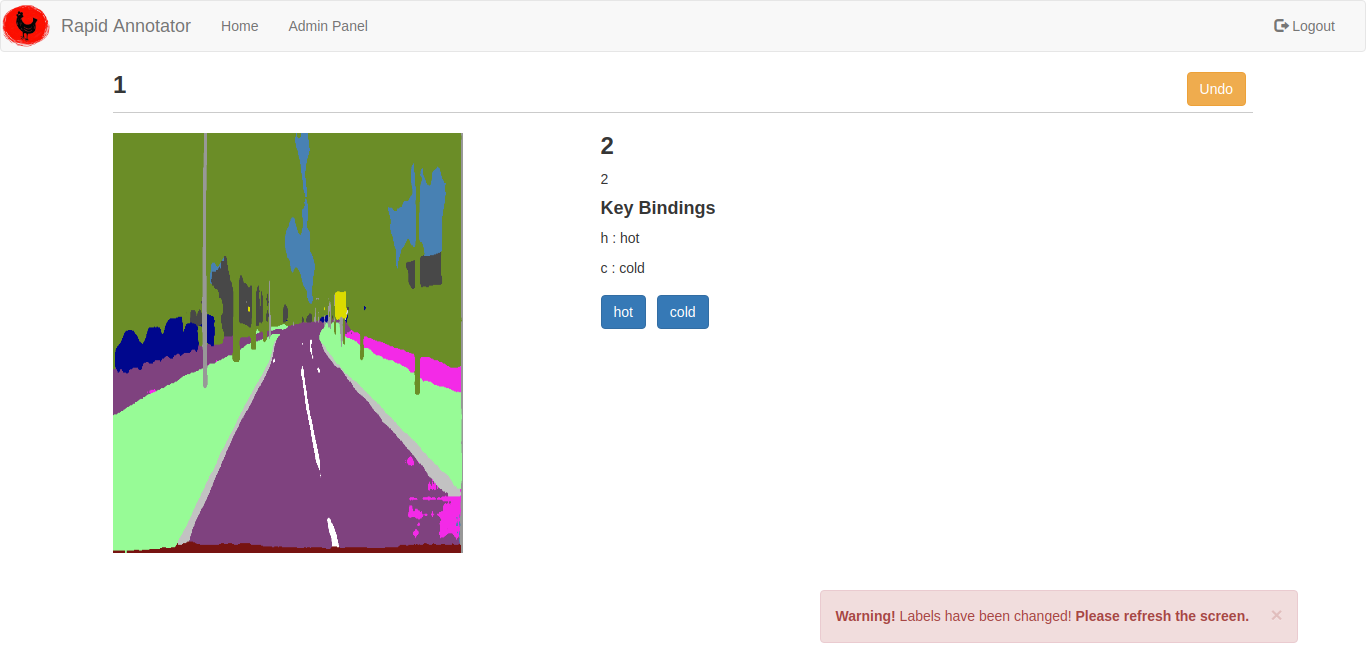 Rapid Annotator Home Admin Panel Logout
1
Undo
2
2
Key Bindings
h : hot
c : cold
hot cold
Warning! Labels have been changed! Please refresh the screen. ×